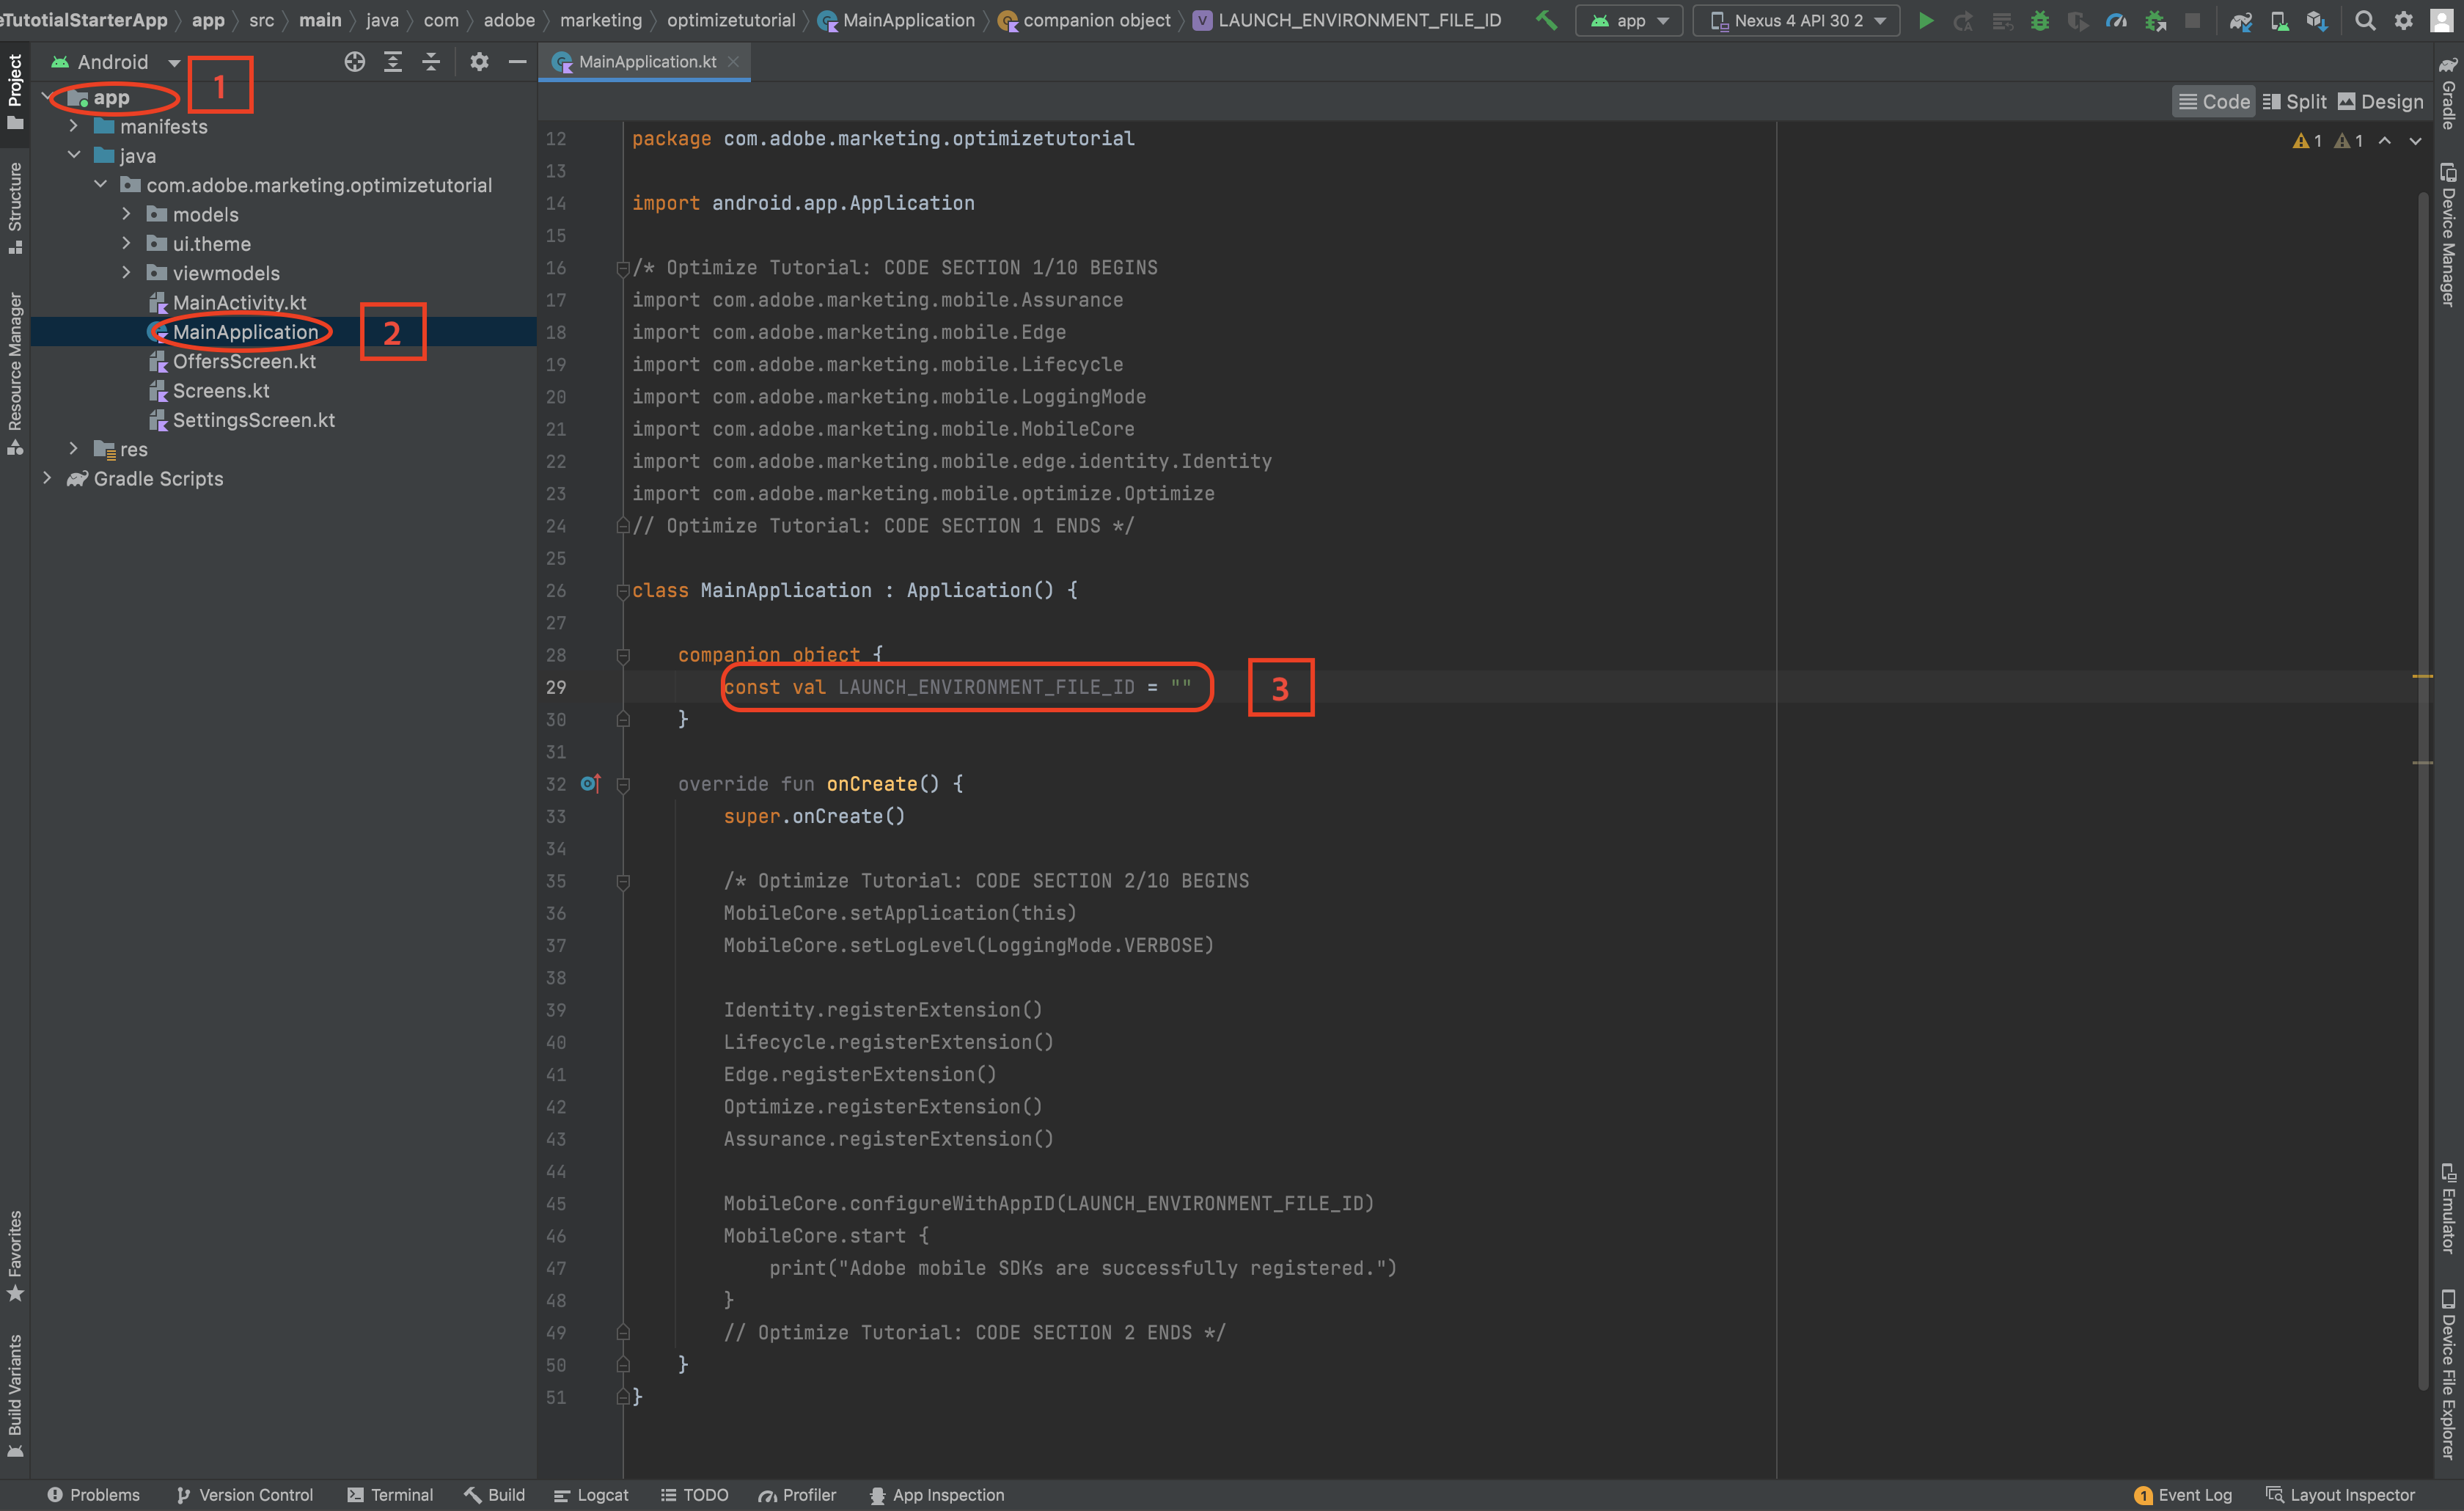 eTutotialStarterApp app src main java com adobe marketing optimizetutorial MainApplication companion object V LAUNCH_ENVIRONMENT_FILE_ID app Nexus 4 API 30 2
Project
Structure
Resource Manager
Favorites
Build Variants
Android
1
app
manifests
java
com.adobe.marketing.optimizetutorial
models
ui.theme
viewmodels
MainActivity.kt
MainApplication
2
OffersScreen.kt
Screens.kt
SettingsScreen.kt
res
Gradle Scripts
MainApplication.kt
Code Split Design
1 1
12 package com.adobe.marketing.optimizetutorial
13
14 import android.app.Application
15
16 /* Optimize Tutorial: CODE SECTION 1/10 BEGINS
17 import com.adobe.marketing.mobile.Assurance
18 import com.adobe.marketing.mobile.Edge
19 import com.adobe.marketing.mobile.Lifecycle
20 import com.adobe.marketing.mobile.LoggingMode
21 import com.adobe.marketing.mobile.MobileCore
22 import com.adobe.marketing.mobile.edge.identity.Identity
23 import com.adobe.marketing.mobile.optimize.Optimize
24 // Optimize Tutorial: CODE SECTION 1 ENDS */
25
26 class MainApplication : Application() {
27
28 companion object {
29 const val LAUNCH_ENVIRONMENT_FILE_ID = ""
3
30 }
31
32 override fun onCreate() {
33 super.onCreate()
34
35 /* Optimize Tutorial: CODE SECTION 2/10 BEGINS
36 MobileCore.setApplication(this)
37 MobileCore.setLogLevel(LoggingMode.VERBOSE)
38
39 Identity.registerExtension()
40 Lifecycle.registerExtension()
41 Edge.registerExtension()
42 Optimize.registerExtension()
43 Assurance.registerExtension()
44
45 MobileCore.configureWithAppID(LAUNCH_ENVIRONMENT_FILE_ID)
46 MobileCore.start {
47 print("Adobe mobile SDKs are successfully registered.")
48 }
49 // Optimize Tutorial: CODE SECTION 2 ENDS */
50 }
51 }
Gradle
Device Manager
Emulator
Device File Explorer
Problems Version Control Terminal Build Logcat TODO Profiler App Inspection 1 Event Log Layout Inspector